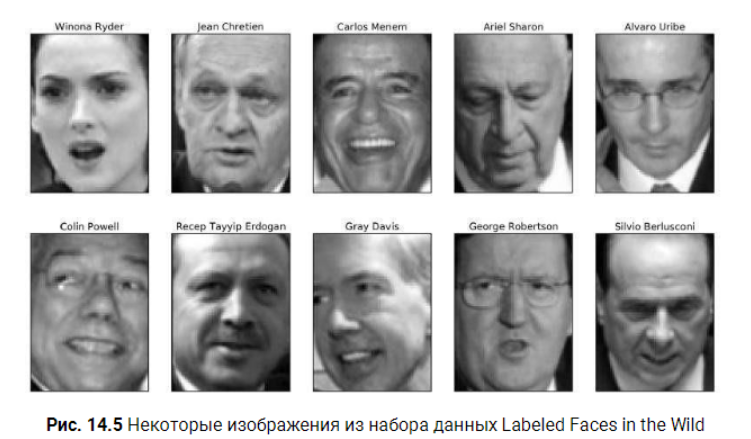 Winona Ryder Jean Chretien Carlos Menem Ariel Sharon Alvaro Uribe
Colin Powell Recep Tayyip Erdogan Gray Davis George Robertson Silvio Berlusconi
Рис. 14.5 Некоторые изображения из набора данных Labeled Faces in the Wild